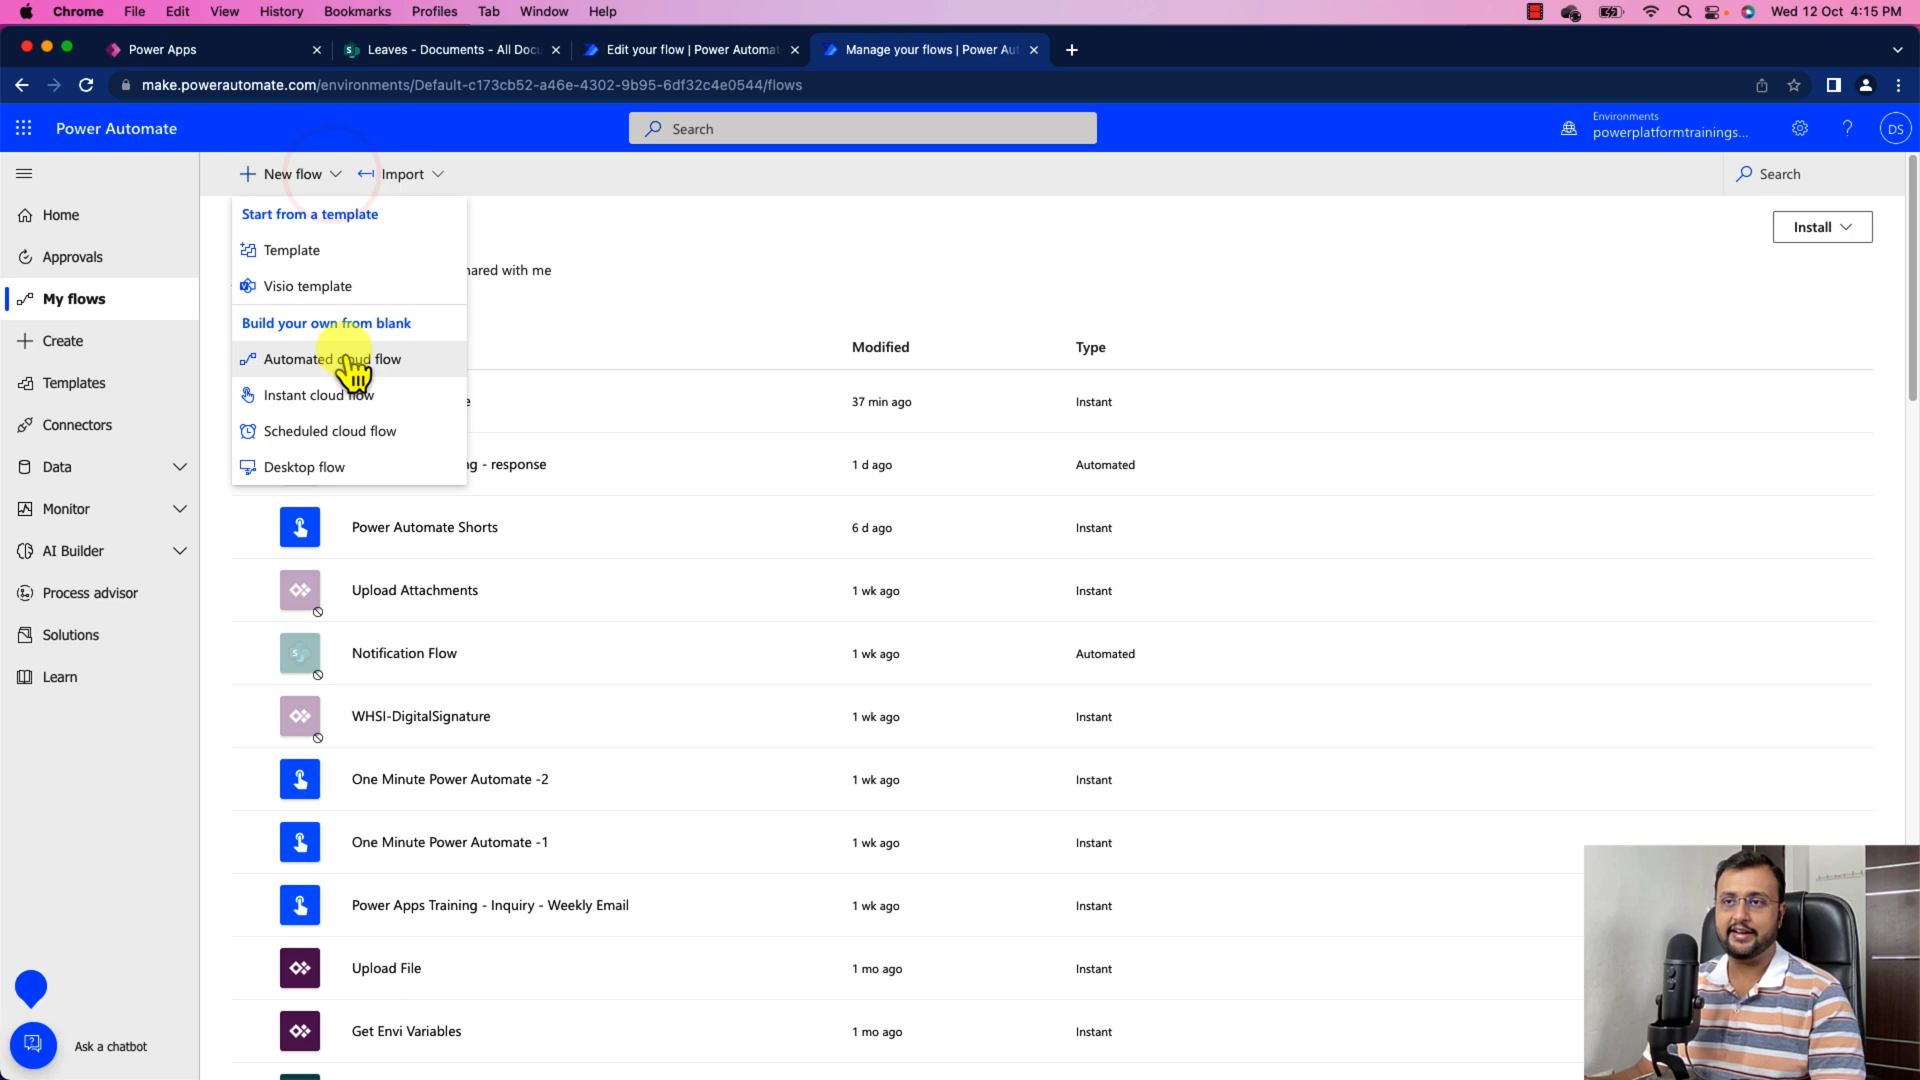 Chrome File Edit View History Bookmarks Profiles Tab Window Help Wed 12 Oct 4:15 PM
Power Apps Leaves - Documents - All Docu Edit your flow | Power Automat Manage your flows | Power Aut
make.powerautomate.com/environments/Default-c173cb52-a46e-4302-9b95-6df32c4e0544/flows
Power Automate Search Environments
powerplatformtrainings... DS
New flow Import Search
Home
Approvals
My flows
Create
Templates
Connectors
Data
Monitor
AI Builder
Process advisor
Solutions
Learn
Ask a chatbot
Start from a template
Template
Visio template
Build your own from blank
Automated cloud flow
Instant cloud flow
Scheduled cloud flow
Desktop flow
Install
hared with me
Modified Type
37 min ago Instant
- response 1 d ago Automated
Power Automate Shorts 6 d ago Instant
Upload Attachments 1 wk ago Instant
Notification Flow 1 wk ago Automated
WHSI-DigitalSignature 1 wk ago Instant
One Minute Power Automate -2 1 wk ago Instant
One Minute Power Automate -1 1 wk ago Instant
Power Apps Training - Inquiry - Weekly Email 1 wk ago Instant
Upload File 1 mo ago Instant
Get Envi Variables 1 mo ago Instant